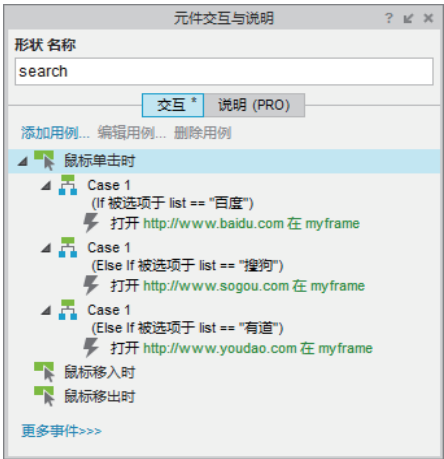 元件交互与说明 ?
形状 名称
search
交互 * 说明 (PRO)
添加用例... 编辑用例... 删除用例
鼠标单击时
Case 1
(If 被选项于 list == "百度")
打开 http://www.baidu.com 在 myframe
Case 1
(Else If 被选项于 list == "搜狗")
打开 http://www.sogou.com 在 myframe
Case 1
(Else If 被选项于 list == "有道")
打开 http://www.youdao.com 在 myframe
鼠标移入时
鼠标移出时
更多事件>>>